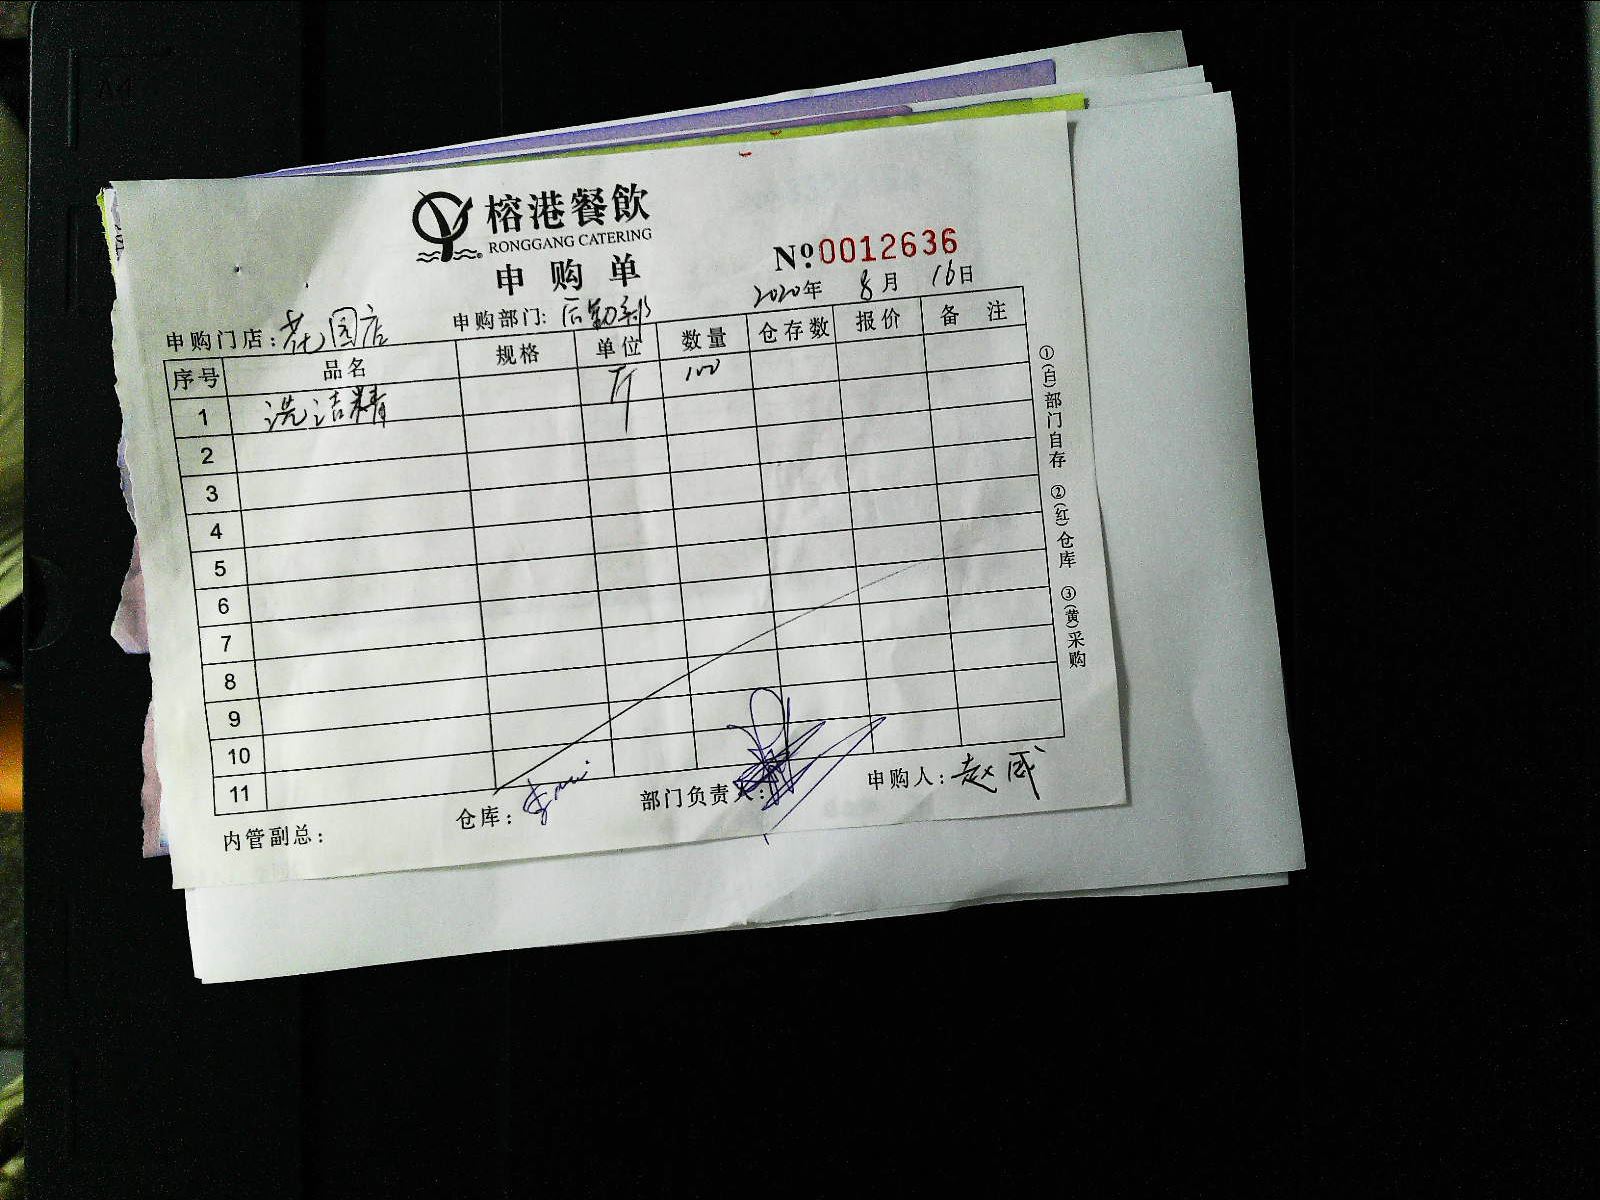 榕港餐飲
RONGGANG CATERING
申购单
№0012636
2020年 8月 16日
申购门店:花园店 申购部门:后勤部
序号 品名 规格 单位 数量 仓存数 报价 备注
1 洗洁精 斤 100
2
3
4
5
6
7
8
9
10
11
内管副总: 仓库: 部门负责人: 申购人:赵威
①(白)部门自存 ②(红)仓库 ③(黄)采购
A4